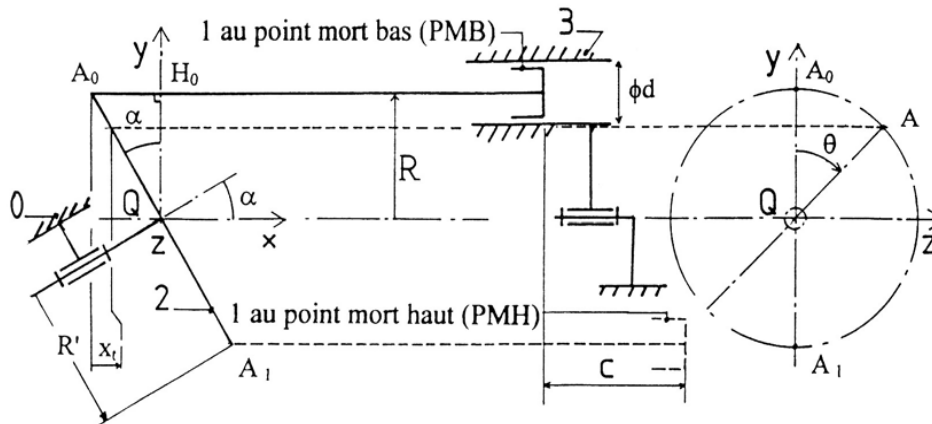 1 au point mort bas (PMB)
3
y
A₀
H₀
ϕd
y
A₀
α
A
R
θ
0
Q
α
Q
z
x
z
2
1 au point mort haut (PMH)
R'
xₜ
A₁
C
A₁